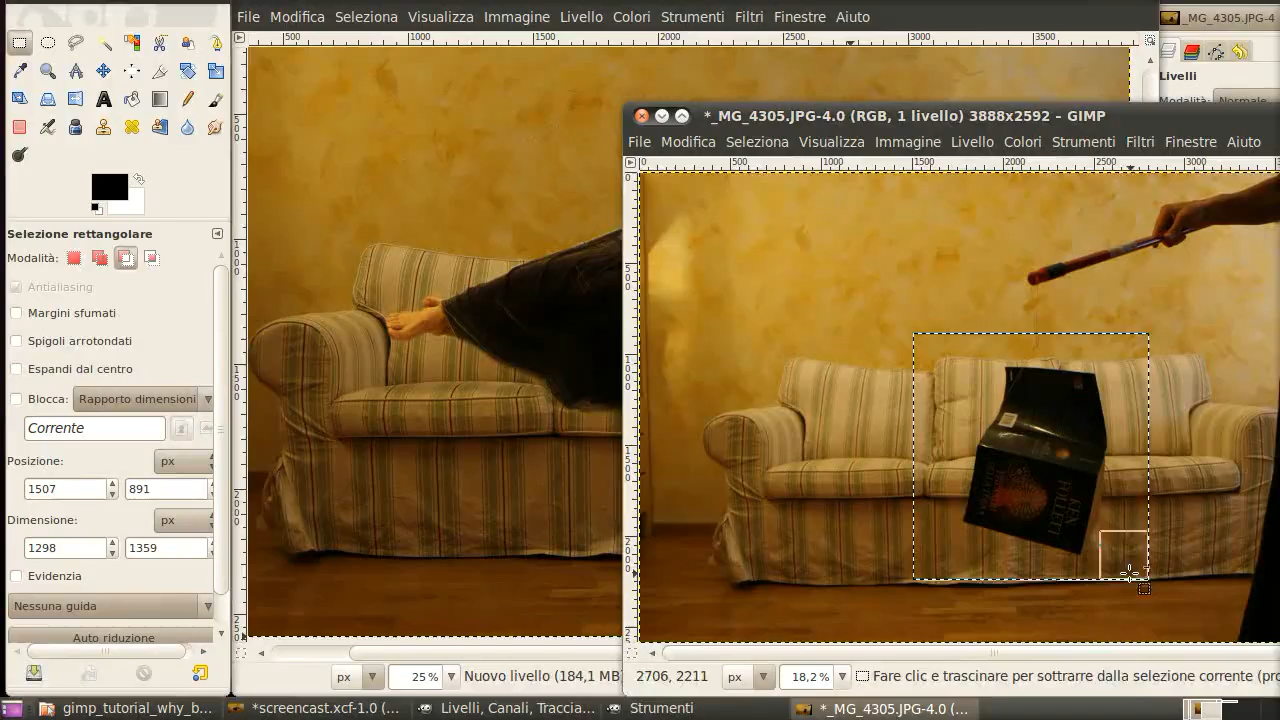 File Modifica Seleziona Visualizza Immagine Livello Colori Strumenti Filtri Finestre Aiuto
_MG_4305.JPG-4
500 1000 1500 2000 2500 3000 3500
Livelli
Modalità: Normale
*_MG_4305.JPG-4.0 (RGB, 1 livello) 3888x2592 – GIMP
File Modifica Seleziona Visualizza Immagine Livello Colori Strumenti Filtri Finestre Aiuto
0 500 1000 1500 2000 2500 3000
Selezione rettangolare
Modalità:
Antialiasing
Margini sfumati
Spigoli arrotondati
Espandi dal centro
Blocca: Rapporto dimensioni
Corrente
Posizione: px
1507 891
Dimensione: px
1298 1359
Evidenzia
Nessuna guida
Auto riduzione
KEN
FOLLETT
px 25 % Nuovo livello (184,1 MB)
2706, 2211 px 18,2% Fare clic e trascinare per sottrarre dalla selezione corrente (pro
gimp_tutorial_why_b... *screencast.xcf-1.0 (... Livelli, Canali, Traccia... Strumenti *_MG_4305.JPG-4.0 (...